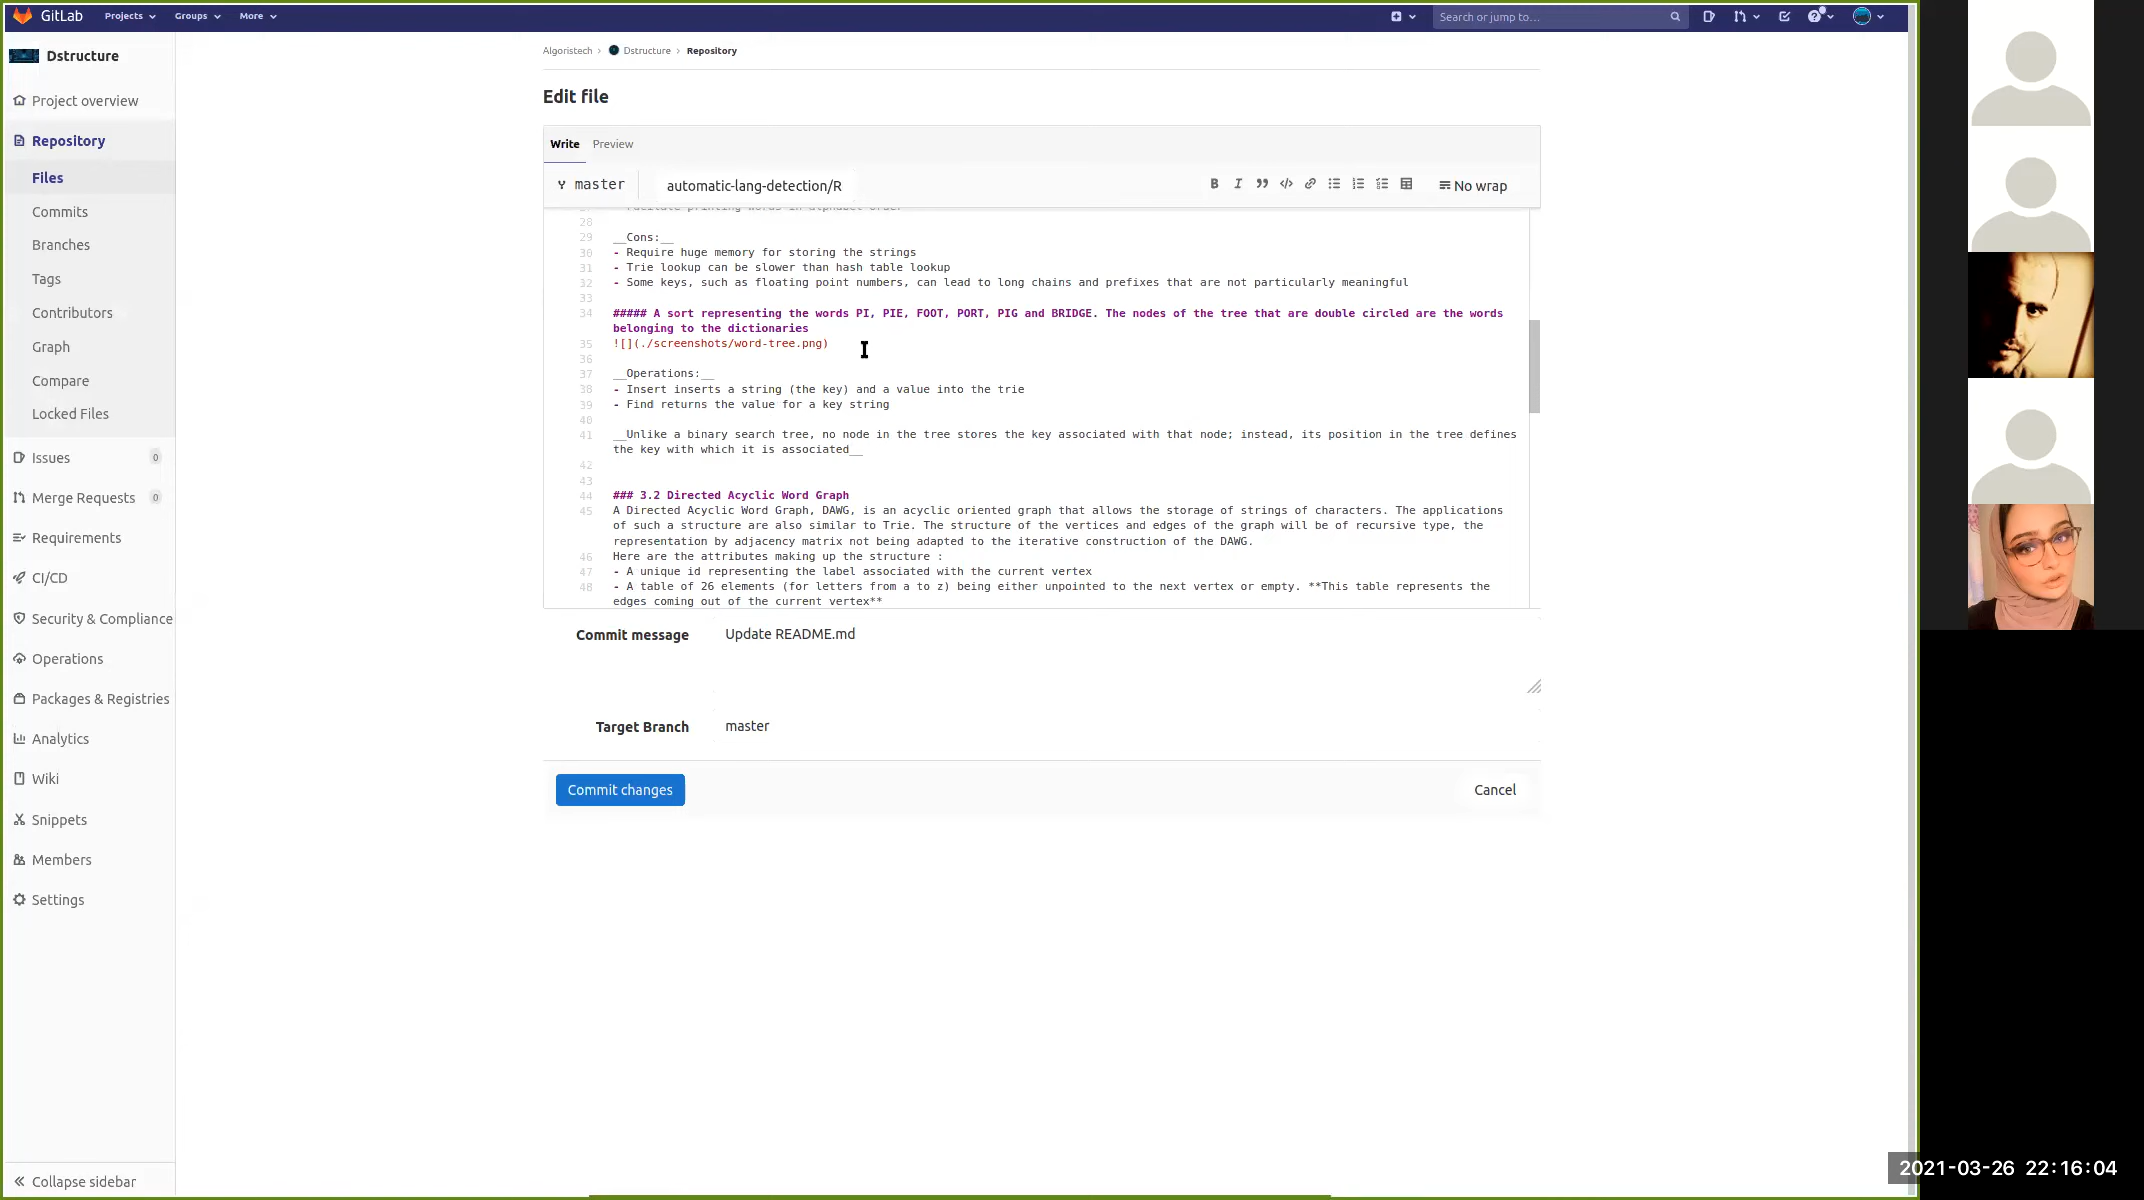 GitLab Projects Groups More Search or jump to...
Dstructure
Project overview
Repository
Files
Commits
Branches
Tags
Contributors
Graph
Compare
Locked Files
Issues 0
Merge Requests 0
Requirements
CI/CD
Security & Compliance
Operations
Packages & Registries
Analytics
Wiki
Snippets
Members
Settings
Collapse sidebar
Algoristech › Dstructure › Repository
Edit file
Write Preview
master automatic-lang-detection/R No wrap
28
29 __Cons:__
30 - Require huge memory for storing the strings
31 - Trie lookup can be slower than hash table lookup
32 - Some keys, such as floating point numbers, can lead to long chains and prefixes that are not particularly meaningful
33
34 ##### A sort representing the words PI, PIE, FOOT, PORT, PIG and BRIDGE. The nodes of the tree that are double circled are the words
belonging to the dictionaries
35 ![](./screenshots/word-tree.png)
36
37 __Operations:__
38 - Insert inserts a string (the key) and a value into the trie
39 - Find returns the value for a key string
40
41 __Unlike a binary search tree, no node in the tree stores the key associated with that node; instead, its position in the tree defines
the key with which it is associated__
42
43
44 ### 3.2 Directed Acyclic Word Graph
45 A Directed Acyclic Word Graph, DAWG, is an acyclic oriented graph that allows the storage of strings of characters. The applications
of such a structure are also similar to Trie. The structure of the vertices and edges of the graph will be of recursive type, the
representation by adjacency matrix not being adapted to the iterative construction of the DAWG.
46 Here are the attributes making up the structure :
47 - A unique id representing the label associated with the current vertex
48 - A table of 26 elements (for letters from a to z) being either unpointed to the next vertex or empty. **This table represents the
edges coming out of the current vertex**
Commit message Update README.md
Target Branch master
Commit changes Cancel
2021-03-26 22:16:04